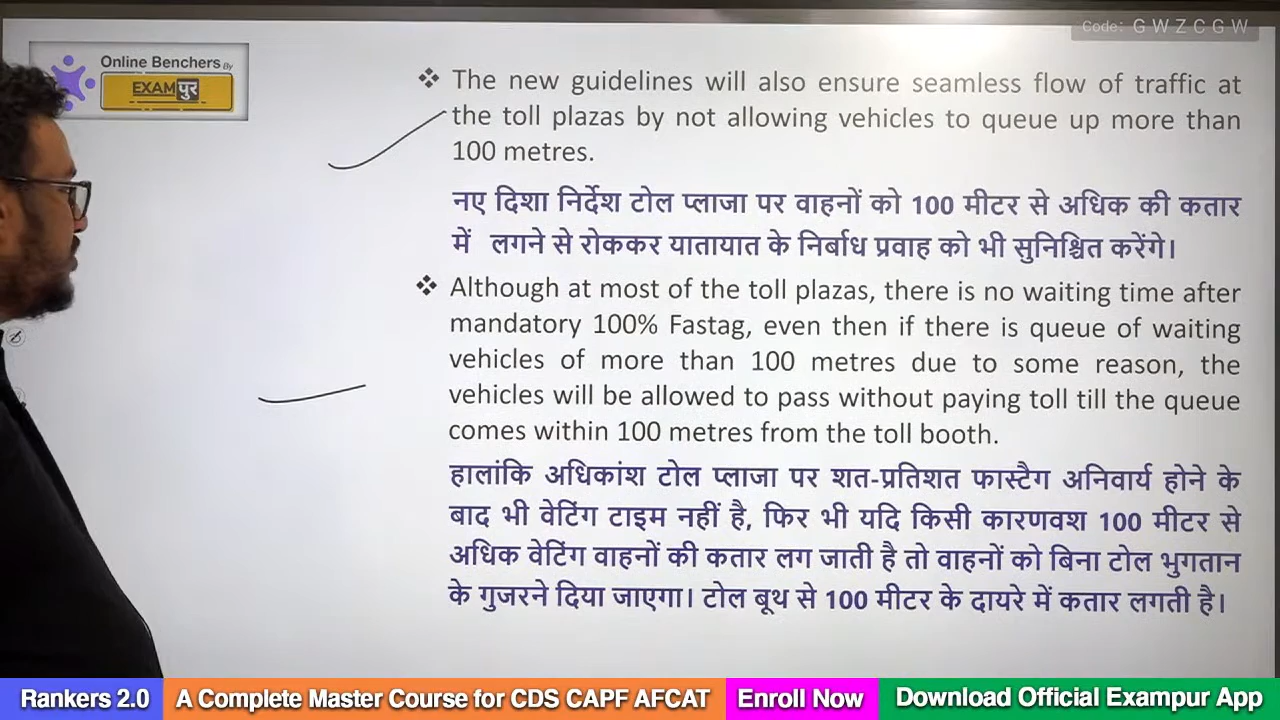 Code: G W Z C G W
Online Benchers By
EXAMपुर
❖ The new guidelines will also ensure seamless flow of traffic at
the toll plazas by not allowing vehicles to queue up more than
100 metres.
नए दिशा निर्देश टोल प्लाजा पर वाहनों को 100 मीटर से अधिक की कतार
में लगने से रोककर यातायात के निर्बाध प्रवाह को भी सुनिश्चित करेंगे।
❖ Although at most of the toll plazas, there is no waiting time after
mandatory 100% Fastag, even then if there is queue of waiting
vehicles of more than 100 metres due to some reason, the
vehicles will be allowed to pass without paying toll till the queue
comes within 100 metres from the toll booth.
हालांकि अधिकांश टोल प्लाजा पर शत-प्रतिशत फास्टैग अनिवार्य होने के
बाद भी वेटिंग टाइम नहीं है, फिर भी यदि किसी कारणवश 100 मीटर से
अधिक वेटिंग वाहनों की कतार लग जाती है तो वाहनों को बिना टोल भुगतान
के गुजरने दिया जाएगा। टोल बूथ से 100 मीटर के दायरे में कतार लगती है।
Rankers 2.0 A Complete Master Course for CDS CAPF AFCAT Enroll Now Download Official Exampur App